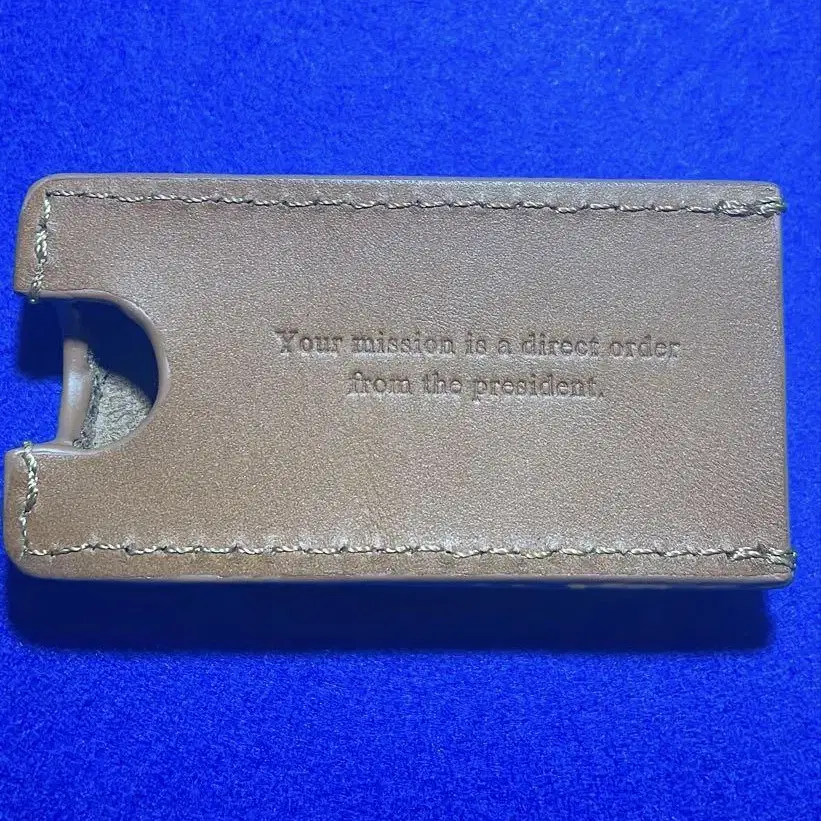 Your mission is a direct order
from the president.